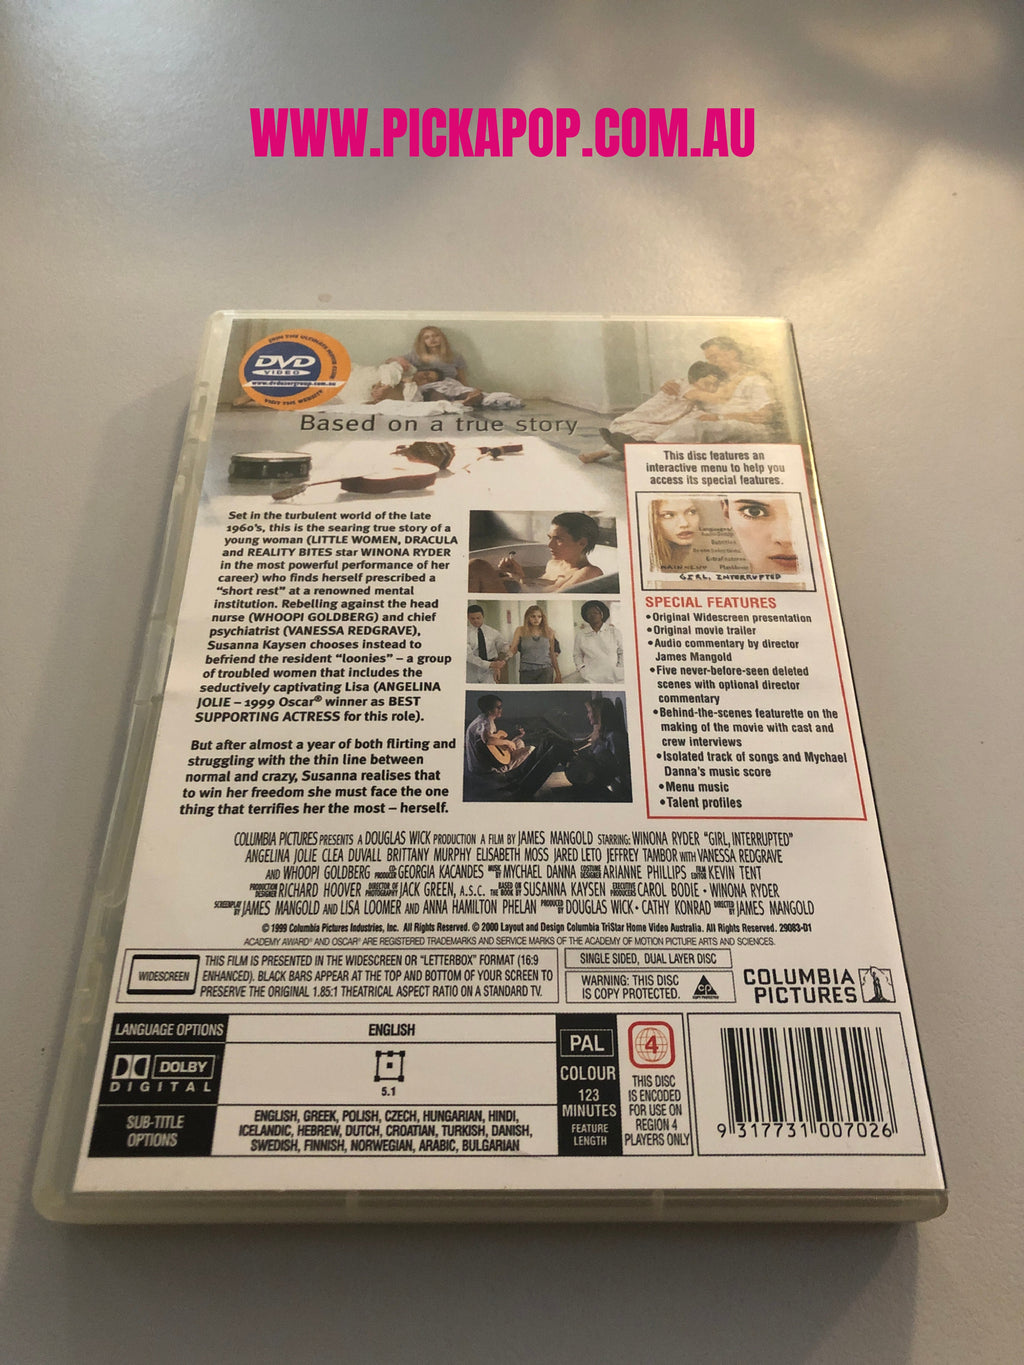 WWW.PICKAPOP.COM.AU
JOIN THE ULTIMATE
DVD
VIDEO
www.dvdusergroup.com.au
VISIT THE WEBSITE
Based on a true story
Set in the turbulent world of the late
1960's, this is the searing true story of a
young woman (LITTLE WOMEN, DRACULA
and REALITY BITES star WINONA RYDER
in the most powerful performance of her
career) who finds herself prescribed a
"short rest" at a renowned mental
institution. Rebelling against the head
nurse (WHOOPI GOLDBERG) and chief
psychiatrist (VANESSA REDGRAVE),
Susanna Kaysen chooses instead to
befriend the resident "loonies" – a group
of troubled women that includes the
seductively captivating Lisa (ANGELINA
JOLIE – 1999 Oscar® winner as BEST
SUPPORTING ACTRESS for this role).
But after almost a year of both flirting and
struggling with the thin line between
normal and crazy, Susanna realises that
to win her freedom she must face the one
thing that terrifies her the most – herself.
This disc features an
interactive menu to help you
access its special features.
GIRL, INTERRUPTED
SPECIAL FEATURES
•Original Widescreen presentation
•Original movie trailer
•Audio commentary by director
James Mangold
•Five never-before-seen deleted
scenes with optional director
commentary
•Behind-the-scenes featurette on the
making of the movie with cast and
crew interviews
•Isolated track of songs and Mychael
Danna's music score
•Menu music
•Talent profiles
COLUMBIA PICTURES PRESENTS A DOUGLAS WICK PRODUCTION A FILM BY JAMES MANGOLD STARRING: WINONA RYDER "GIRL, INTERRUPTED"
ANGELINA JOLIE CLEA DUVALL BRITTANY MURPHY ELISABETH MOSS JARED LETO JEFFREY TAMBOR WITH VANESSA REDGRAVE
AND WHOOPI GOLDBERG CO-PRODUCER GEORGIA KACANDES MUSIC BY MYCHAEL DANNA COSTUME DESIGNER ARIANNE PHILLIPS FILM EDITOR KEVIN TENT
PRODUCTION DESIGNER RICHARD HOOVER DIRECTOR OF PHOTOGRAPHY JACK GREEN, A.S.C. BASED ON THE BOOK BY SUSANNA KAYSEN EXECUTIVE PRODUCERS CAROL BODIE • WINONA RYDER
SCREENPLAY BY JAMES MANGOLD AND LISA LOOMER AND ANNA HAMILTON PHELAN PRODUCED BY DOUGLAS WICK • CATHY KONRAD DIRECTED BY JAMES MANGOLD
© 1999 Columbia Pictures Industries, Inc. All Rights Reserved. © 2000 Layout and Design Columbia TriStar Home Video Australia. All Rights Reserved. 29083-01
ACADEMY AWARD® AND OSCAR® ARE REGISTERED TRADEMARKS AND SERVICE MARKS OF THE ACADEMY OF MOTION PICTURE ARTS AND SCIENCES.
WIDESCREEN
THIS FILM IS PRESENTED IN THE WIDESCREEN OR "LETTERBOX" FORMAT (16:9
ENHANCED). BLACK BARS APPEAR AT THE TOP AND BOTTOM OF YOUR SCREEN TO
PRESERVE THE ORIGINAL 1.85:1 THEATRICAL ASPECT RATIO ON A STANDARD TV.
SINGLE SIDED, DUAL LAYER DISC
WARNING: THIS DISC
IS COPY PROTECTED.
CP
COPY PROTECTED
COLUMBIA
PICTURES
LANGUAGE OPTIONS
ENGLISH
DOLBY
DIGITAL
5.1
SUB-TITLE
OPTIONS
ENGLISH, GREEK, POLISH, CZECH, HUNGARIAN, HINDI,
ICELANDIC, HEBREW, DUTCH, CROATIAN, TURKISH, DANISH,
SWEDISH, FINNISH, NORWEGIAN, ARABIC, BULGARIAN
PAL
COLOUR
123
MINUTES
FEATURE
LENGTH
4
THIS DISC
IS ENCODED
FOR USE ON
REGION 4
PLAYERS ONLY
9 317731 007026